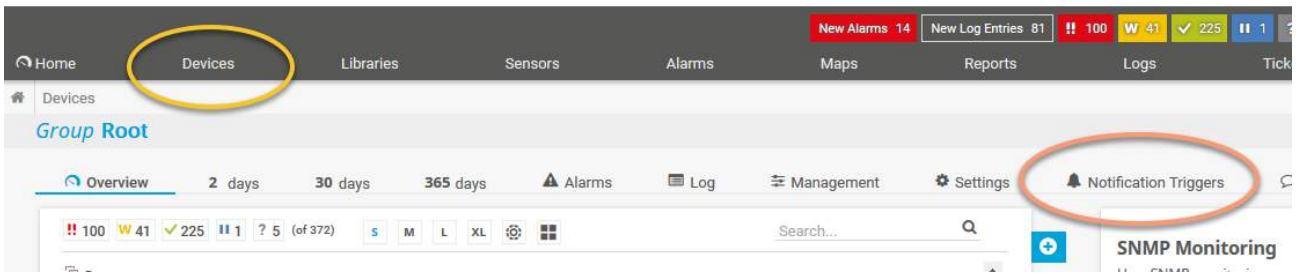 New Alarms 14 New Log Entries 81 !! 100 W 41 ✓ 225 II 1 ?
Home Devices Libraries Sensors Alarms Maps Reports Logs
Devices
Group Root
Overview 2 days 30 days 365 days Alarms Log Management Settings Notification Triggers
!! 100 W 41 ✓ 225 II 1 ? 5 (of 372) S M L XL Search...
SNMP Monitoring